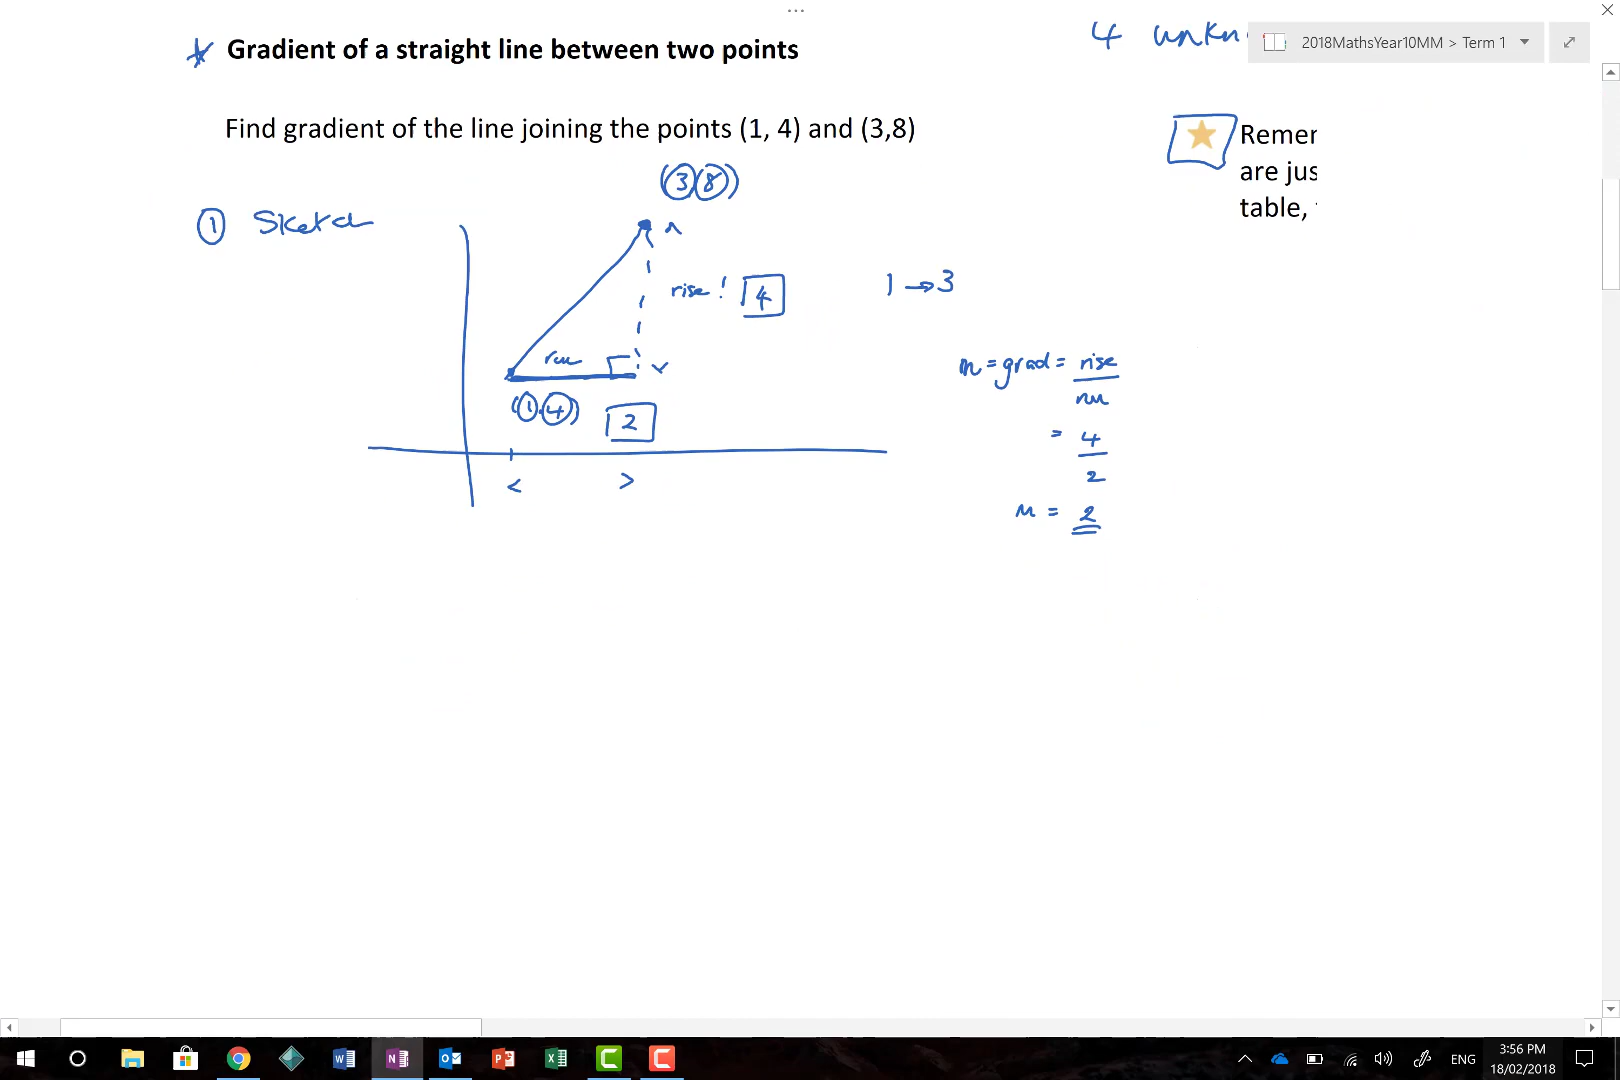 4 unkn
2018MathsYear10MM > Term 1
Gradient of a straight line between two points
Find gradient of the line joining the points (1, 4) and (3,8)
Remer
are jus
table,
(3,8)
① Sketch
rise! 4
1 → 3
run
(1,4)
2
m = grad = rise
run
= 4
2
m = 2
< >
ENG
3:56 PM
18/02/2018